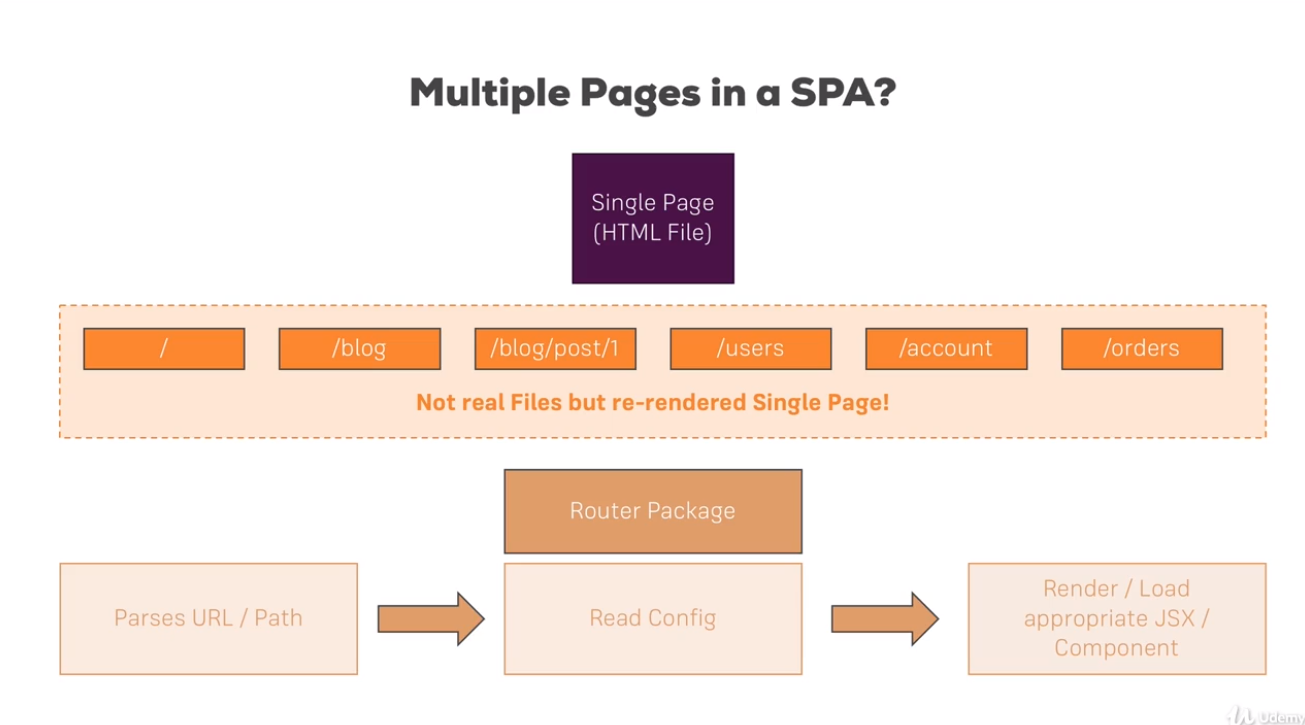 Multiple Pages in a SPA?
Single Page
(HTML File)
/
/blog
/blog/post/1
/users
/account
/orders
Not real Files but re-rendered Single Page!
Router Package
Parses URL / Path
Read Config
Render / Load
appropriate JSX /
Component
Udemy